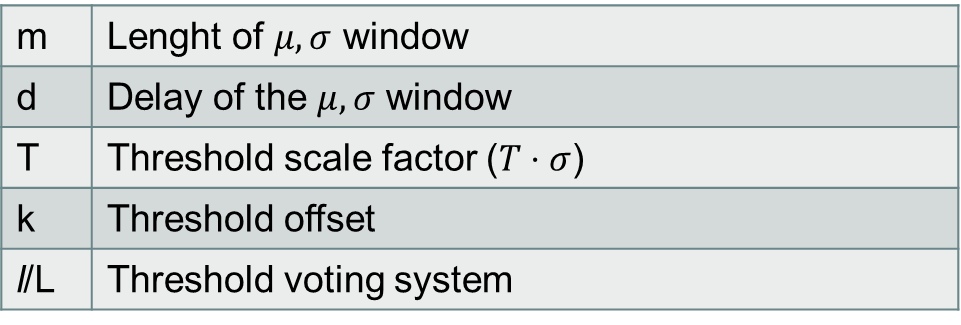 m Lenght of μ, σ window
d Delay of the μ, σ window
T Threshold scale factor (T · σ)
k Threshold offset
l/L Threshold voting system